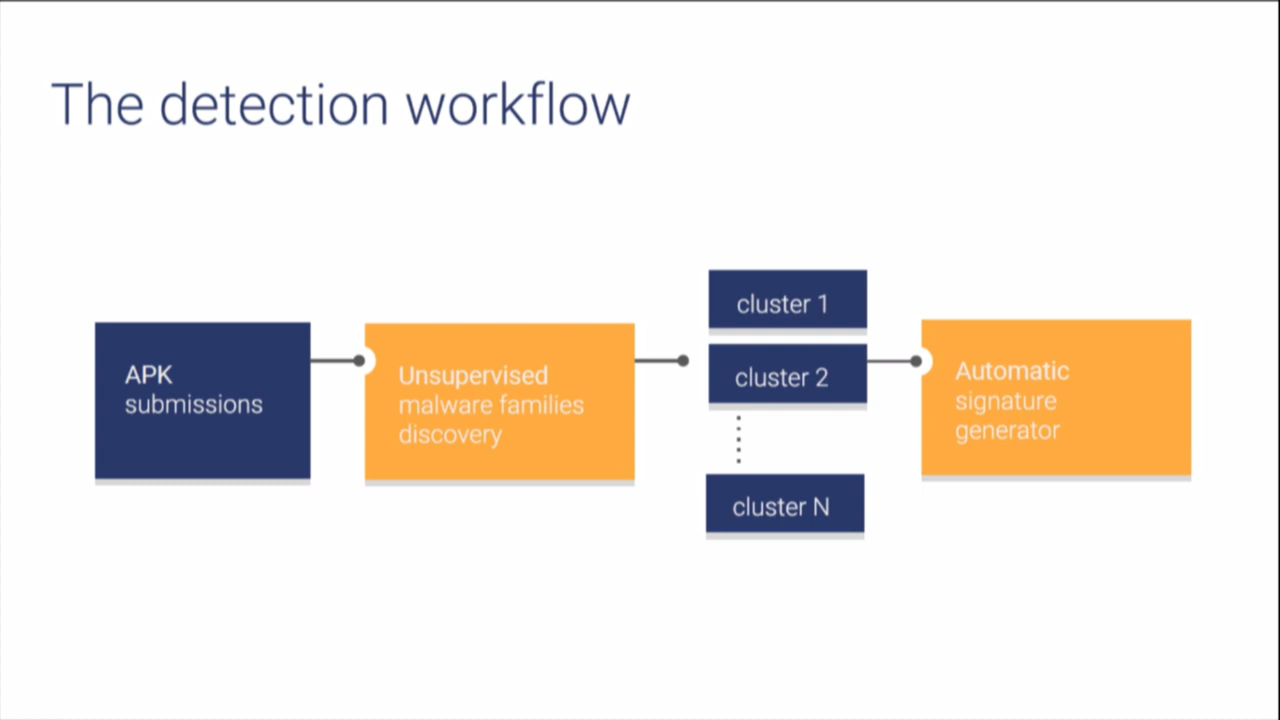 The detection workflow
APK
submissions
Unsupervised
malware families
discovery
cluster 1
cluster 2
cluster N
Automatic
signature
generator